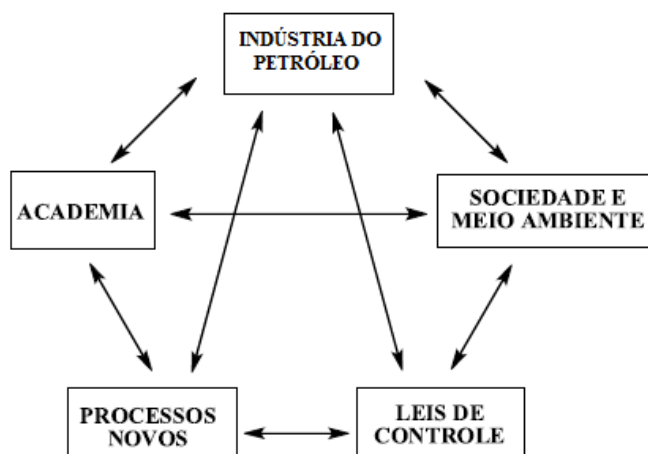 INDÚSTRIA DO
PETRÓLEO
ACADEMIA
SOCIEDADE E
MEIO AMBIENTE
PROCESSOS
NOVOS
LEIS DE
CONTROLE